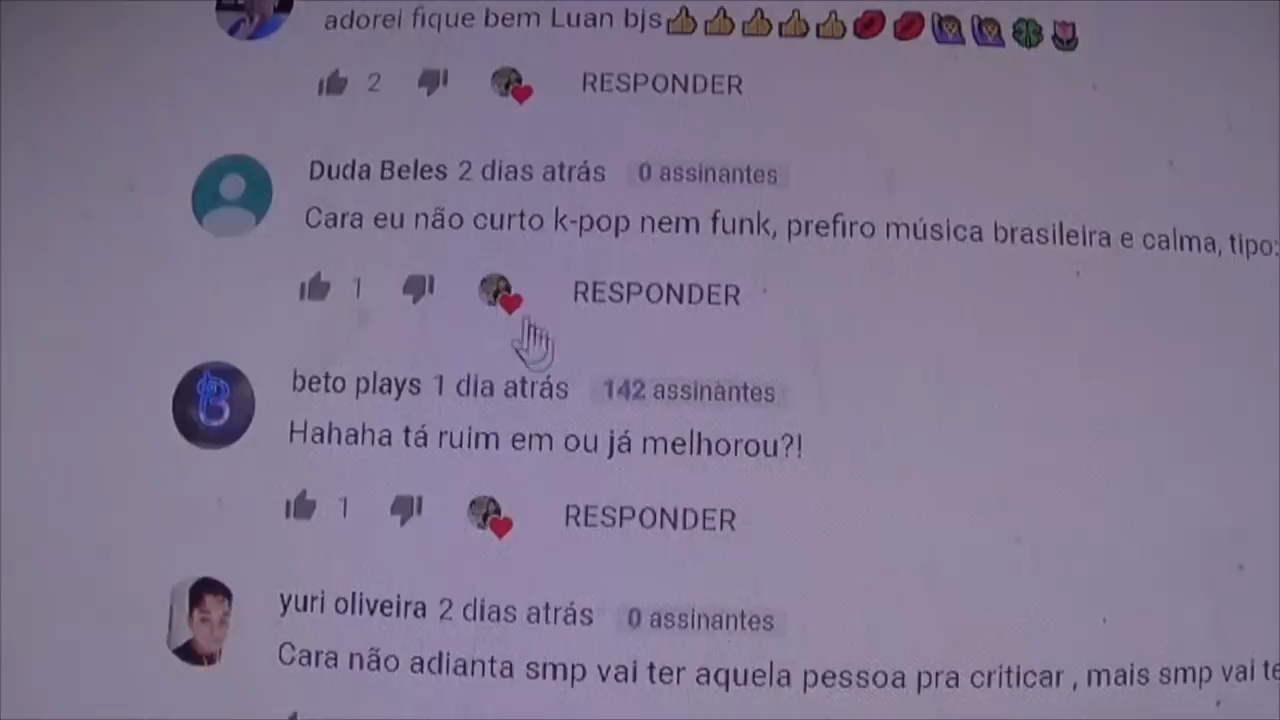 adorei fique bem Luan bjs👍👍👍👍👍💋💋🙋🙋🍀🌷
2 RESPONDER
Duda Beles 2 dias atrás 0 assinantes
Cara eu não curto k-pop nem funk, prefiro música brasileira e calma, tipo:
1 RESPONDER
beto plays 1 dia atrás 142 assinantes
Hahaha tá ruim em ou já melhorou?!
1 RESPONDER
yuri oliveira 2 dias atrás 0 assinantes
Cara não adianta smp vai ter aquela pessoa pra criticar , mais smp vai te